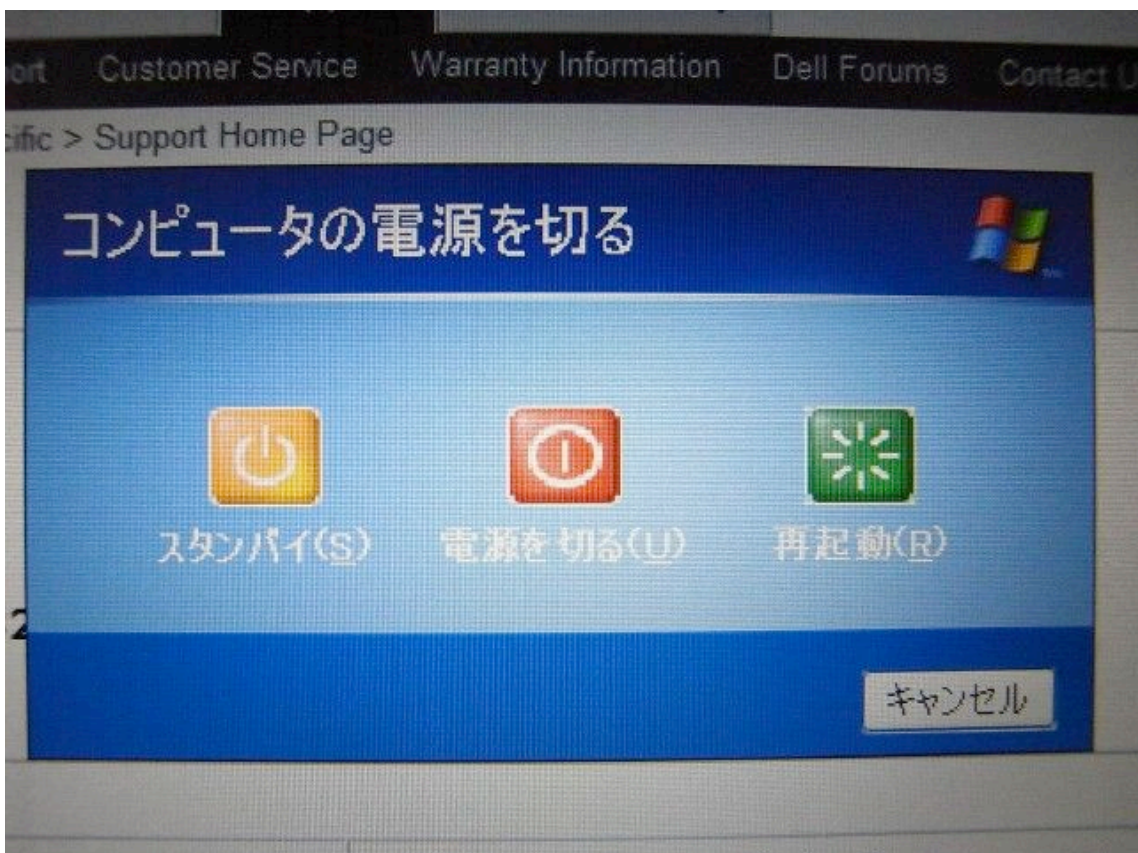 Customer Service Warranty Information Dell Forums Contact
> Support Home Page
コンピュータの電源を切る
スタンバイ(S) 電源を切る(U) 再起動(R)
2
キャンセル